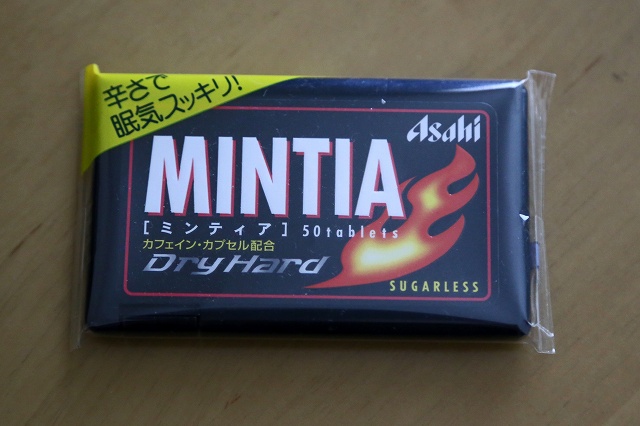 辛さで
眠気スッキリ!
Asahi
MINTIA
[ミンティア] 50tablets
カフェイン・カプセル配合
Dry Hard
SUGARLESS